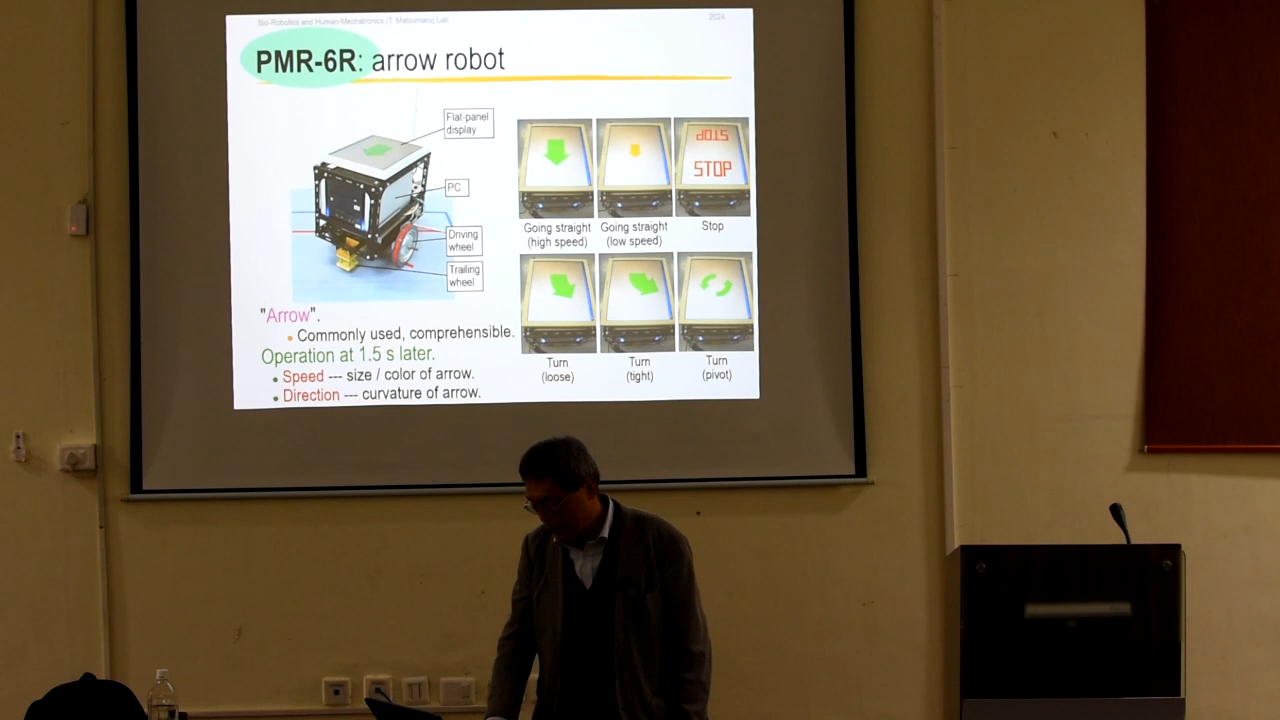 Bio-Robotics and Human-Mechatronics (T. Matsumaru) Lab
2024
PMR-6R: arrow robot
Flat-panel
display
PC
Driving
wheel
Trailing
wheel
STOP
STOP
Going straight
(high speed)
Going straight
(low speed)
Stop
Turn
(loose)
Turn
(tight)
Turn
(pivot)
"Arrow".
• Commonly used, comprehensible.
Operation at 1.5 s later.
• Speed --- size / color of arrow.
• Direction --- curvature of arrow.